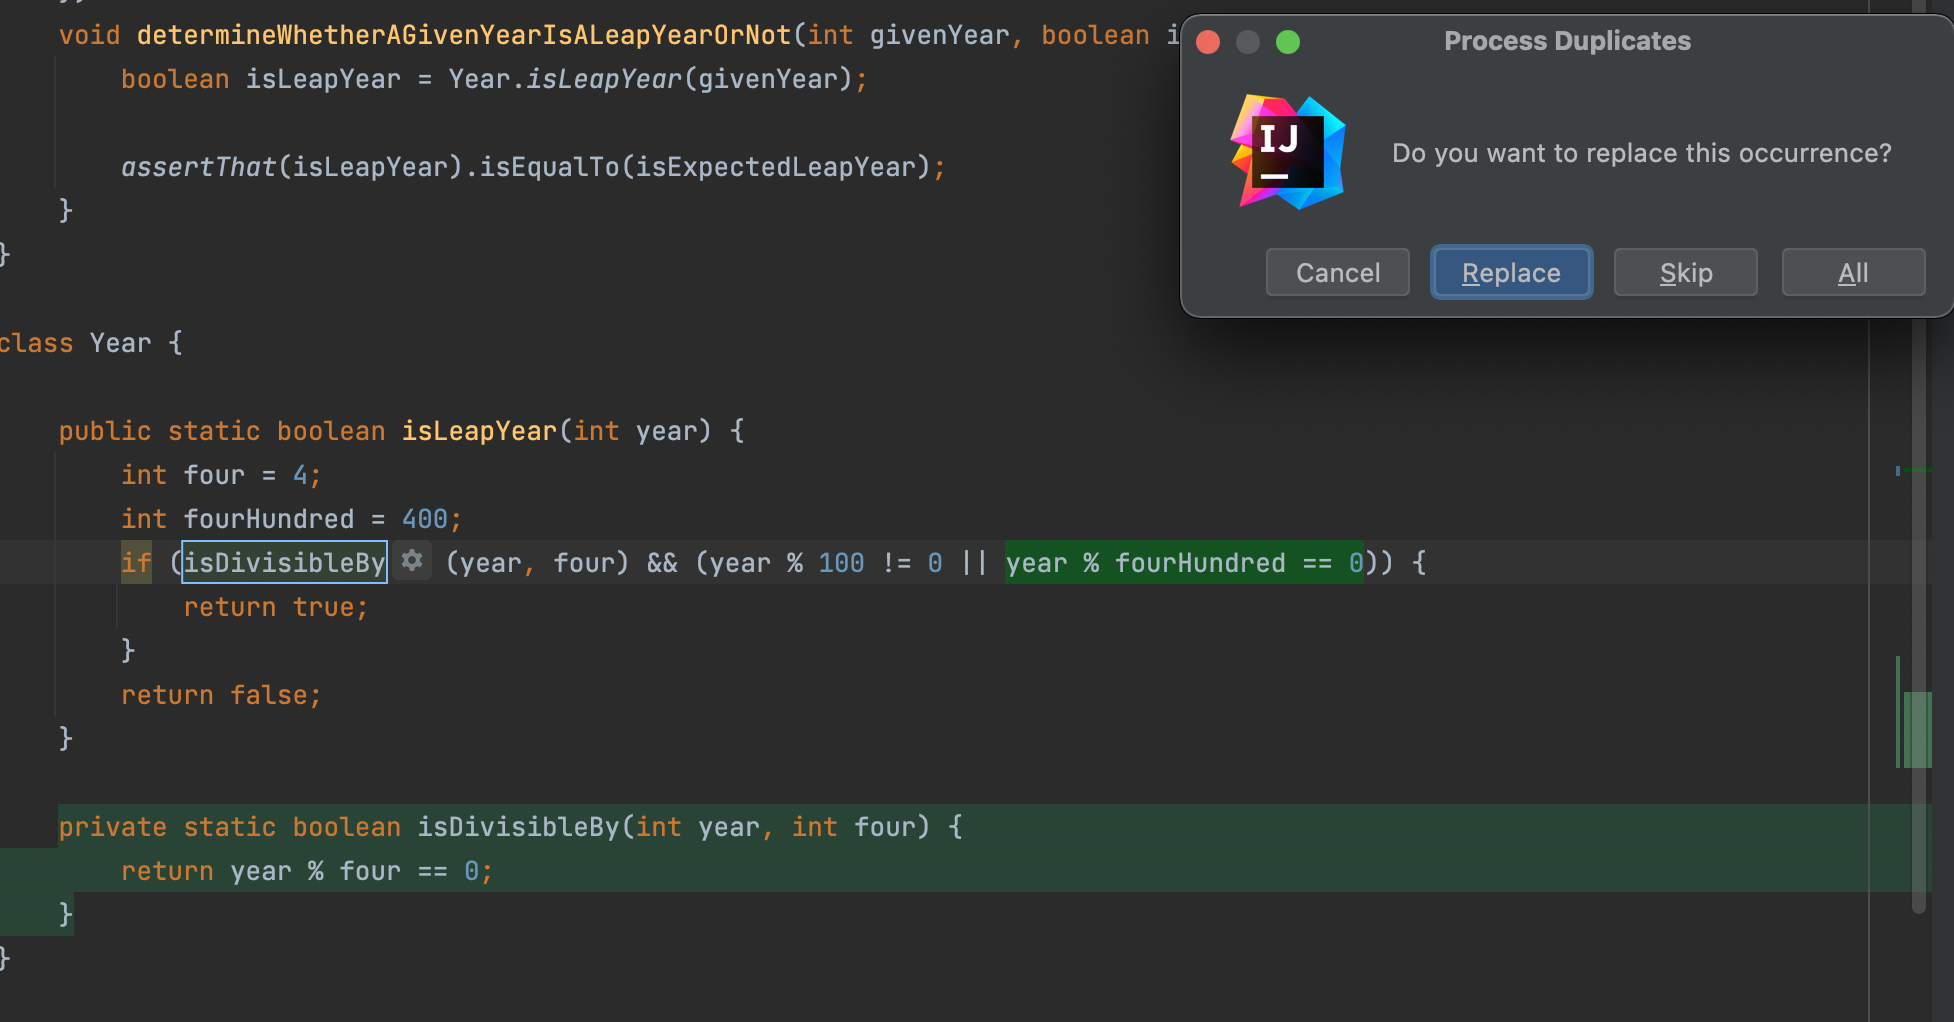 void determineWhetherAGivenYearIsALeapYearOrNot(int givenYear, boolean i
boolean isLeapYear = Year.isLeapYear(givenYear);
assertThat(isLeapYear).isEqualTo(isExpectedLeapYear);
}
}
class Year {
public static boolean isLeapYear(int year) {
int four = 4;
int fourHundred = 400;
if (isDivisibleBy (year, four) && (year % 100 != 0 || year % fourHundred == 0)) {
return true;
}
return false;
}
private static boolean isDivisibleBy(int year, int four) {
return year % four == 0;
}
}
Process Duplicates
IJ
Do you want to replace this occurrence?
Cancel Replace Skip All